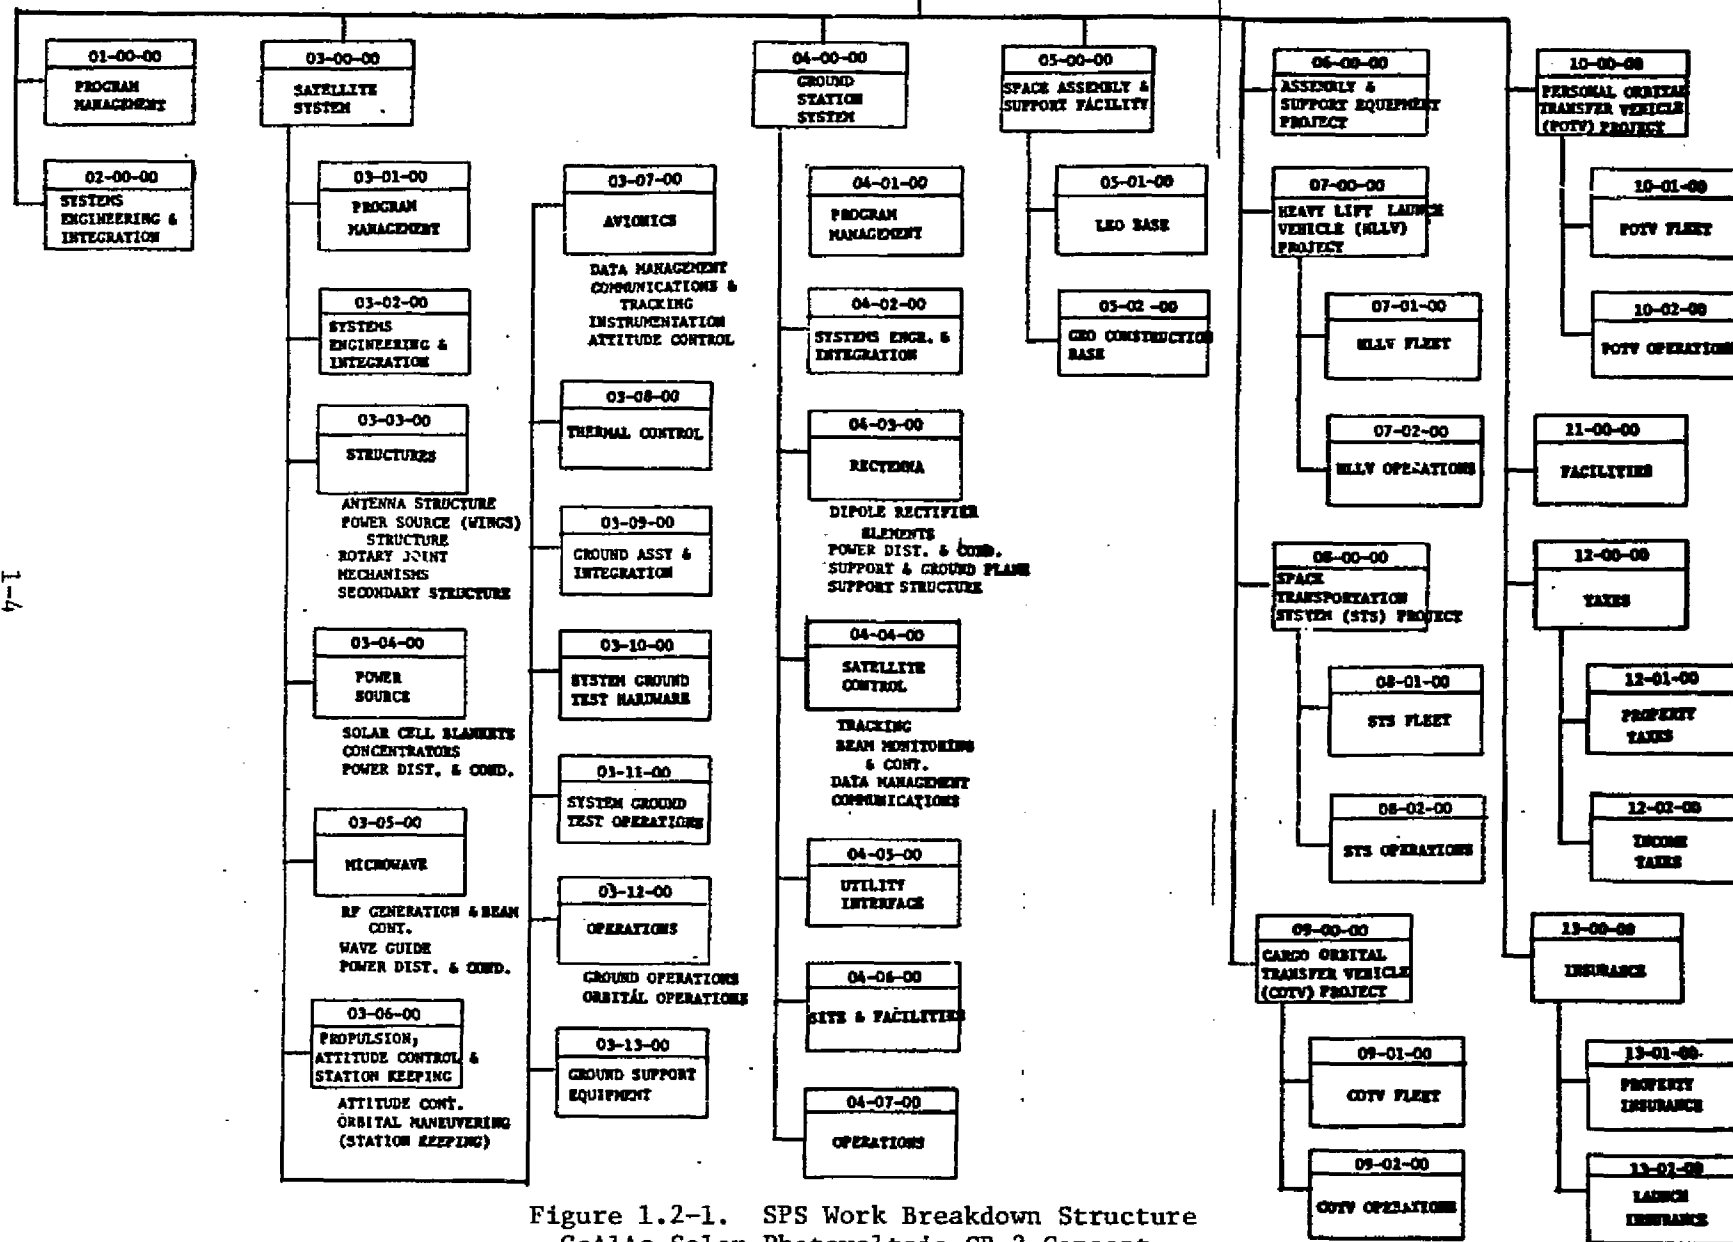 01-00-00
PROGRAM
MANAGEMENT
02-00-00
SYSTEMS
ENGINEERING &
INTEGRATION
03-00-00
SATELLITE
SYSTEM
03-01-00
PROGRAM
MANAGEMENT
03-02-00
SYSTEMS
ENGINEERING &
INTEGRATION
03-03-00
STRUCTURES
ANTENNA STRUCTURE
POWER SOURCE (WINGS)
STRUCTURE
ROTARY JOINT
MECHANISMS
SECONDARY STRUCTURE
03-04-00
POWER
SOURCE
SOLAR CELL BLANKETS
CONCENTRATORS
POWER DIST. & COND.
03-05-00
MICROWAVE
RF GENERATION & BEAM
CONT.
WAVE GUIDE
POWER DIST. & COND.
03-06-00
PROPULSION,
ATTITUDE CONTROL &
STATION KEEPING
ATTITUDE CONT.
ORBITAL MANEUVERING
(STATION KEEPING)
03-07-00
AVIONICS
DATA MANAGEMENT
COMMUNICATIONS &
TRACKING
INSTRUMENTATION
ATTITUDE CONTROL
03-08-00
THERMAL CONTROL
03-09-00
GROUND ASSY &
INTEGRATION
03-10-00
SYSTEM GROUND
TEST HARDWARE
03-11-00
SYSTEM GROUND
TEST OPERATIONS
03-12-00
OPERATIONS
GROUND OPERATIONS
ORBITAL OPERATIONS
03-13-00
GROUND SUPPORT
EQUIPMENT
04-00-00
GROUND
STATION
SYSTEM
04-01-00
PROGRAM
MANAGEMENT
04-02-00
SYSTEMS ENGR. &
INTEGRATION
04-03-00
RECTENNA
DIPOLE RECTIFIER
ELEMENTS
POWER DIST. & COND.
SUPPORT & GROUND PLANE
SUPPORT STRUCTURE
04-04-00
SATELLITE
CONTROL
TRACKING
BEAM MONITORING
& CONT.
DATA MANAGEMENT
COMMUNICATIONS
04-05-00
UTILITY
INTERFACE
04-06-00
SITE & FACILITIES
04-07-00
OPERATIONS
05-00-00
SPACE ASSEMBLY &
SUPPORT FACILITY
05-01-00
LEO BASE
05-02 -00
GEO CONSTRUCTION
BASE
06-00-00
ASSEMBLY &
SUPPORT EQUIPMENT
PROJECT
07-00-00
HEAVY LIFT LAUNCH
VEHICLE (HLLV)
PROJECT
07-01-00
HLLV FLEET
07-02-00
HLLV OPERATIONS
08-00-00
SPACE
TRANSPORTATION
SYSTEM (STS) PROJECT
08-01-00
STS FLEET
08-02-00
STS OPERATIONS
09-00-00
CARGO ORBITAL
TRANSFER VEHICLE
(COTV) PROJECT
09-01-00
COTV FLEET
09-02-00
COTV OPERATIONS
10-00-00
PERSONAL ORBITAL
TRANSFER VEHICLE
(POTV) PROJECT
10-01-00
POTV FLEET
10-02-00
POTV OPERATIONS
11-00-00
FACILITIES
12-00-00
TAXES
12-01-00
PROPERTY
TAXES
12-02-00
INCOME
TAXES
13-00-00
INSURANCE
13-01-00
PROPERTY
INSURANCE
13-02-00
LAUNCH
INSURANCE
1-4
Figure 1.2-1. SPS Work Breakdown Structure
GaAlAs Solar Photovoltaic CR-2 Concept